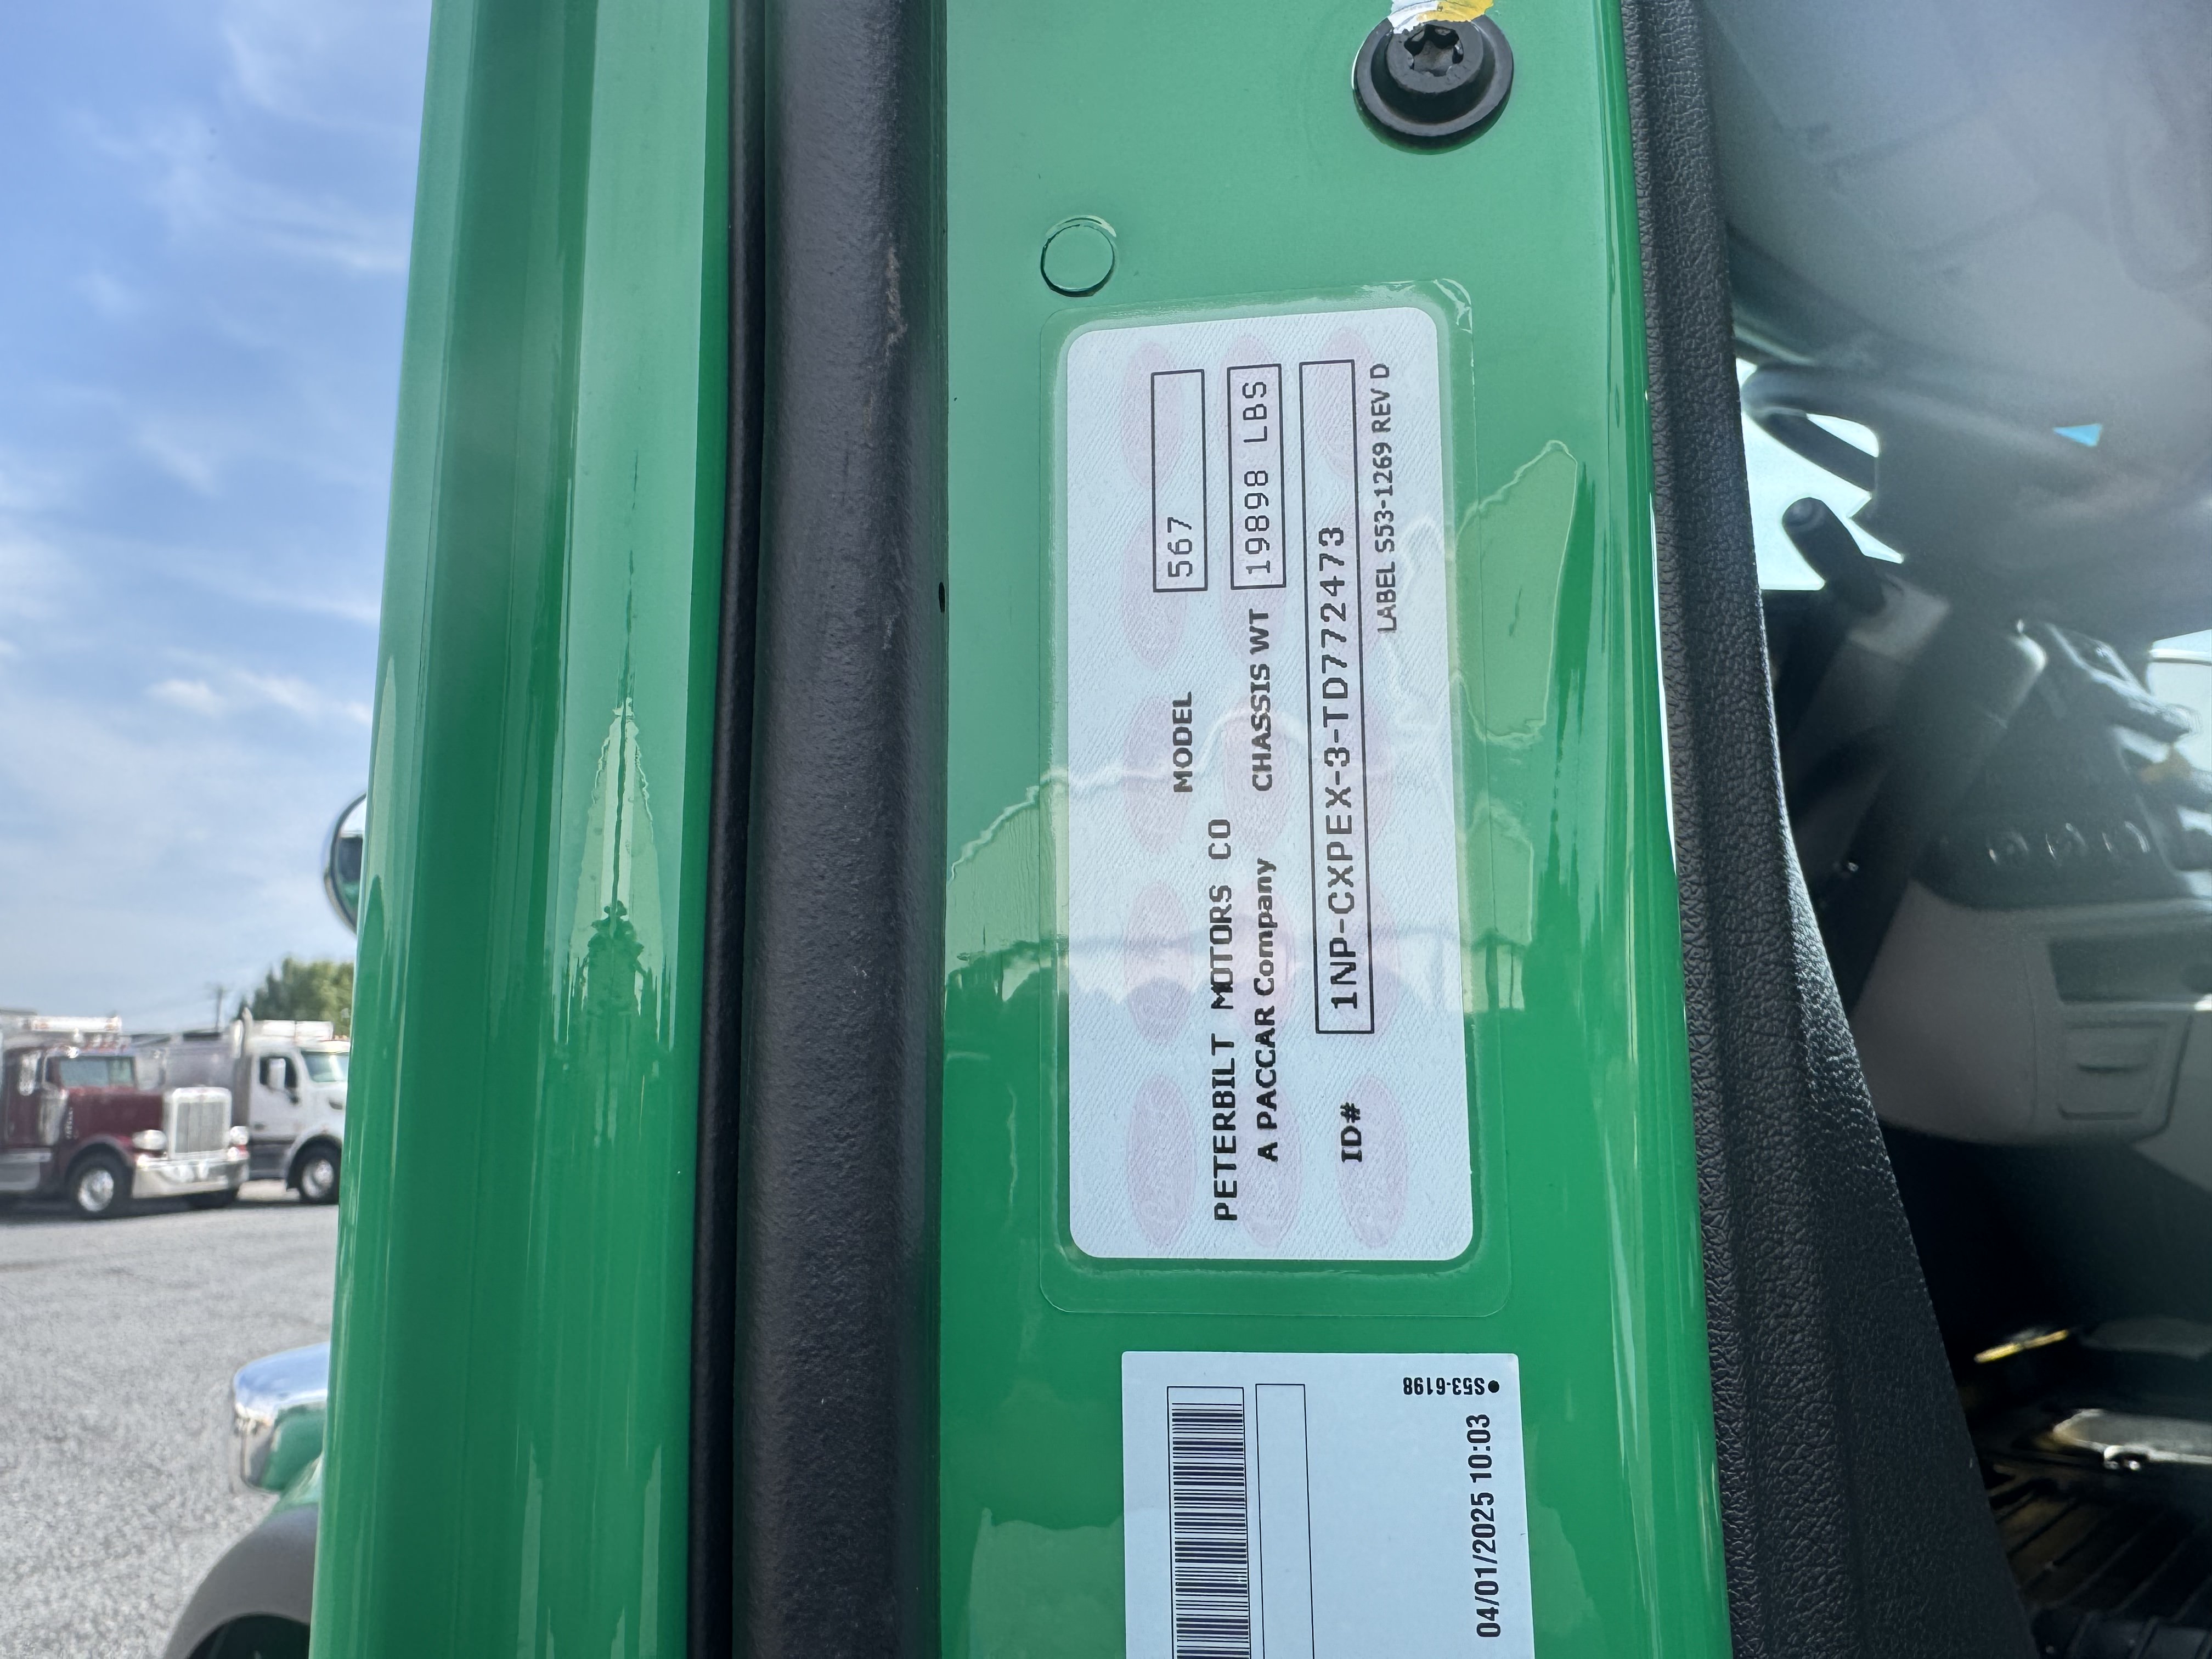 MODEL 567
PETERBILT MOTORS CO
A PACCAR Company CHASSIS WT 19898 LBS
ID# 1NP-CXPEX-3-TD772473
LABEL S53-1269 REV D
●S53-6198
04/01/2025 10:03